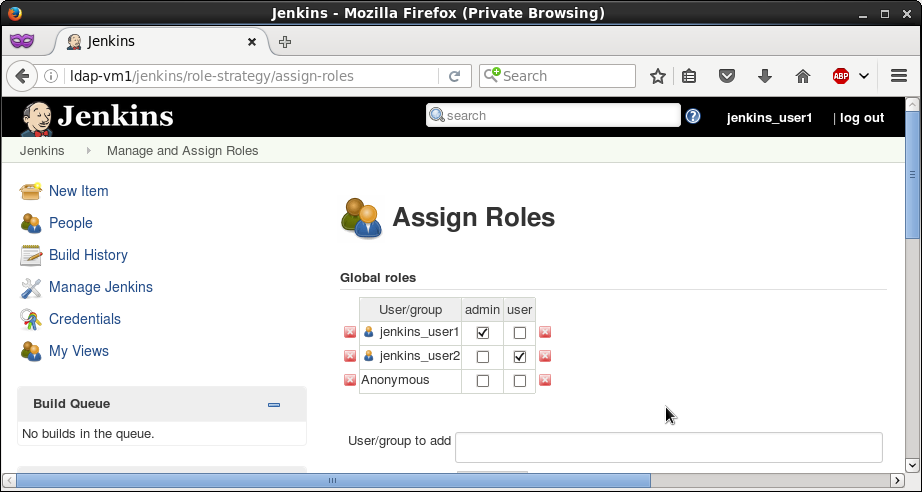 Jenkins - Mozilla Firefox (Private Browsing)
Jenkins
ldap-vm1/jenkins/role-strategy/assign-roles
Search
ABP
Jenkins
search
jenkins_user1
| log out
Jenkins
Manage and Assign Roles
New Item
People
Build History
Manage Jenkins
Credentials
My Views
Build Queue
No builds in the queue.
Assign Roles
Global roles
User/group admin user
jenkins_user1
jenkins_user2
Anonymous
User/group to add